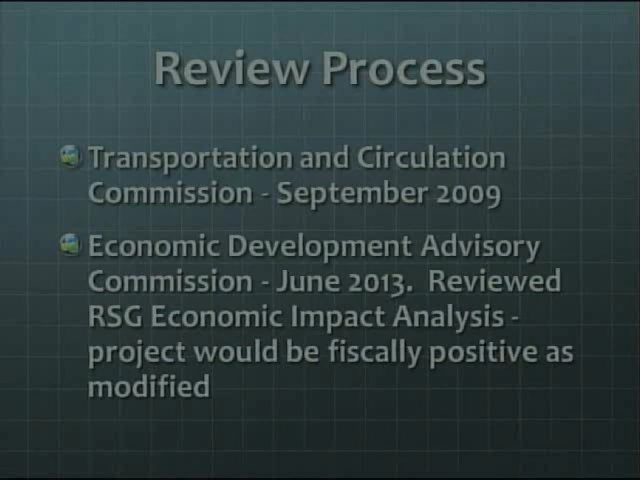 Review Process
Transportation and Circulation
Commission - September 2009
Economic Development Advisory
Commission - June 2013.  Reviewed
RSG Economic Impact Analysis -
project would be fiscally positive as
modified